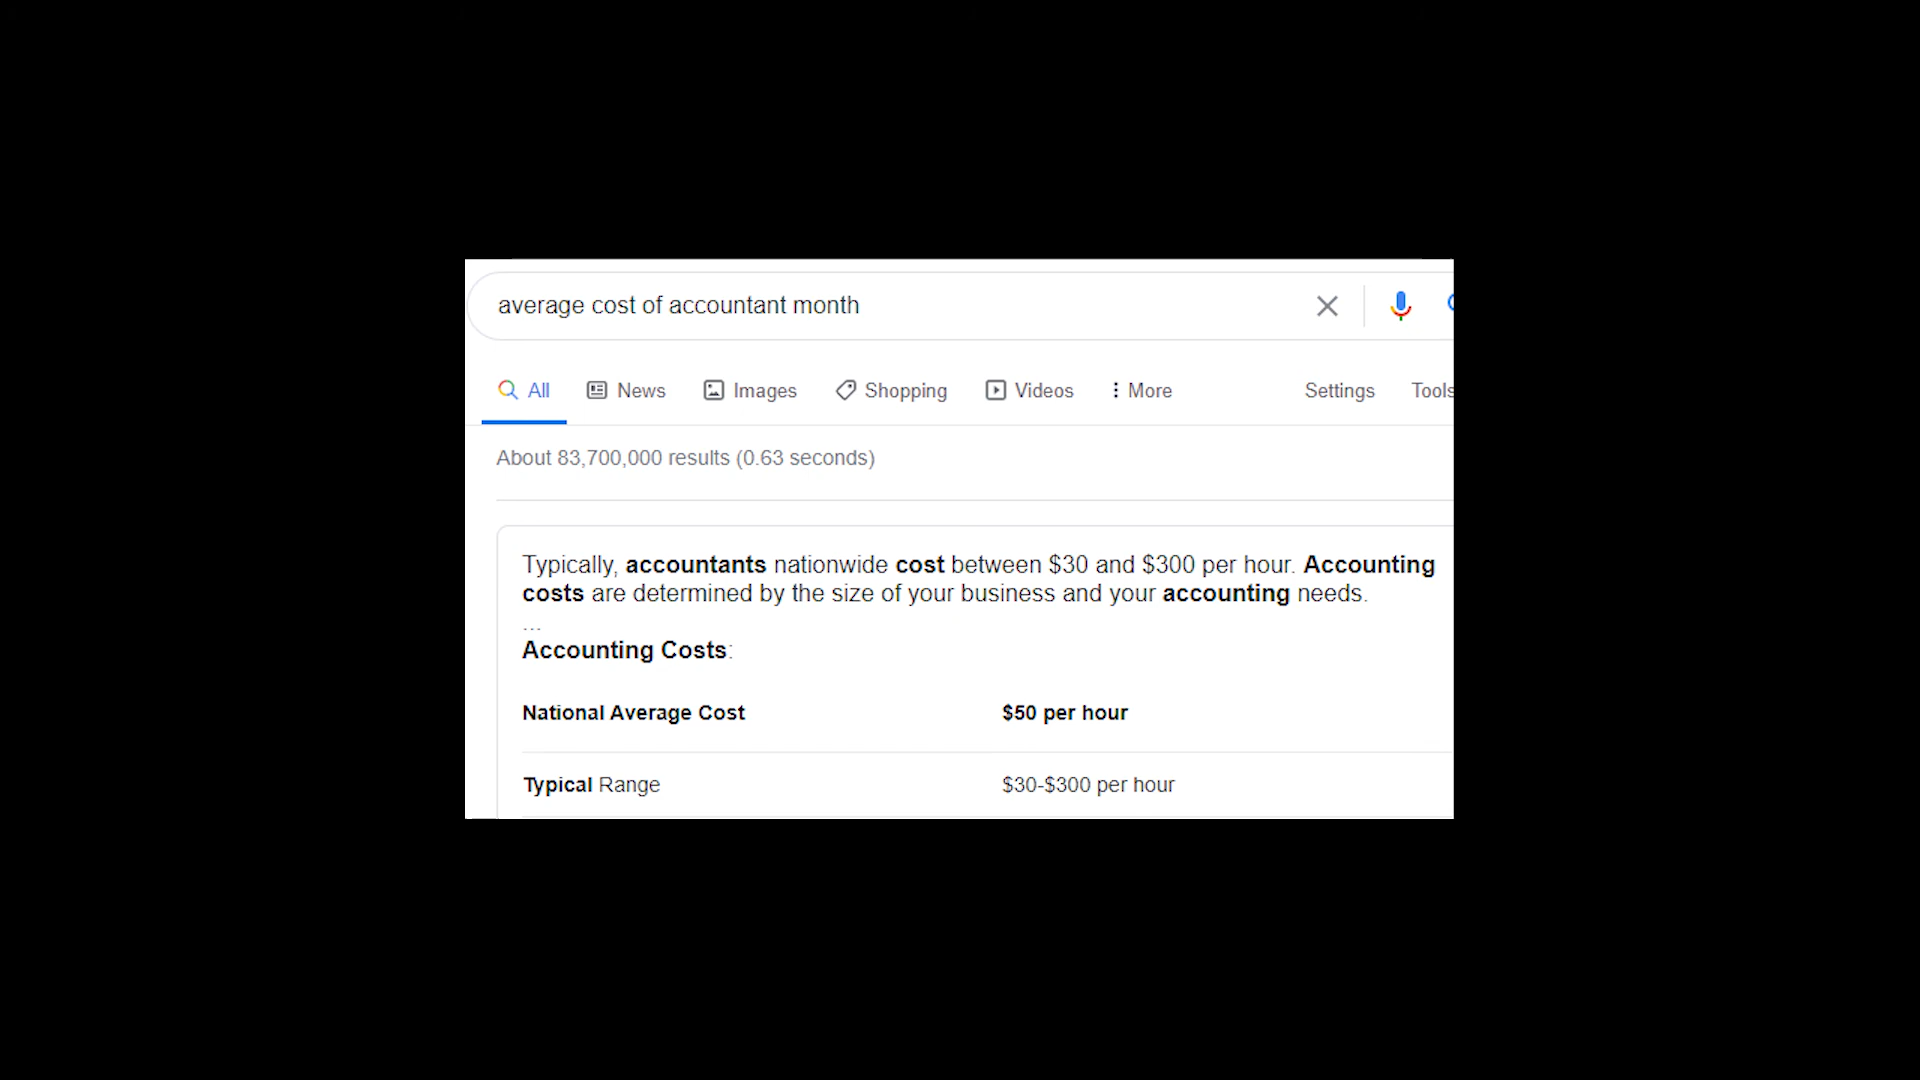 average cost of accountant month
All News Images Shopping Videos More Settings Tools
About 83,700,000 results (0.63 seconds)
Typically, accountants nationwide cost between $30 and $300 per hour. Accounting
costs are determined by the size of your business and your accounting needs.
...
Accounting Costs:
National Average Cost $50 per hour
Typical Range $30-$300 per hour